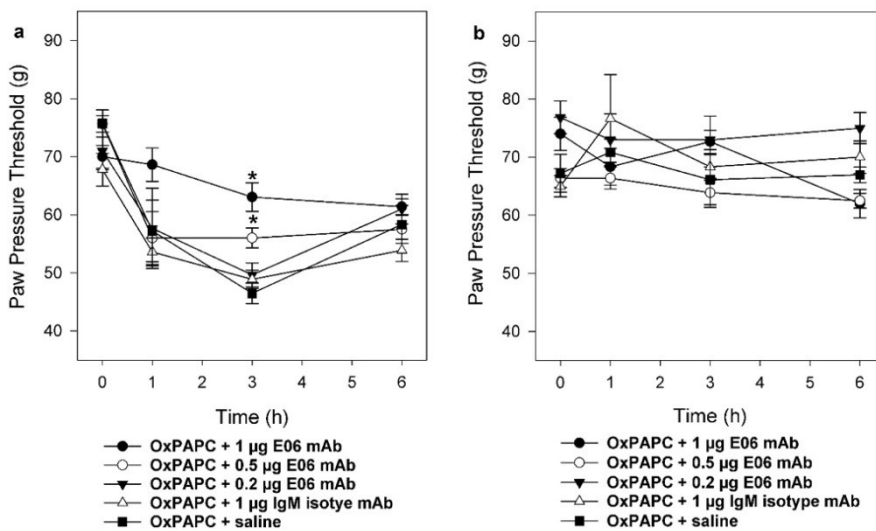 a
Paw Pressure Threshold (g)
90
80
70
60
50
40
*
*
0 1 2 3 4 5 6
Time (h)
OxPAPC + 1 µg E06 mAb
OxPAPC + 0.5 µg E06 mAb
OxPAPC + 0.2 µg E06 mAb
OxPAPC + 1 µg IgM isotye mAb
OxPAPC + saline
b
Paw Pressure Threshold (g)
90
80
70
60
50
40
0 1 2 3 4 5 6
Time (h)
OxPAPC + 1 µg E06 mAb
OxPAPC + 0.5 µg E06 mAb
OxPAPC + 0.2 µg E06 mAb
OxPAPC + 1 µg IgM isotype mAb
OxPAPC + saline